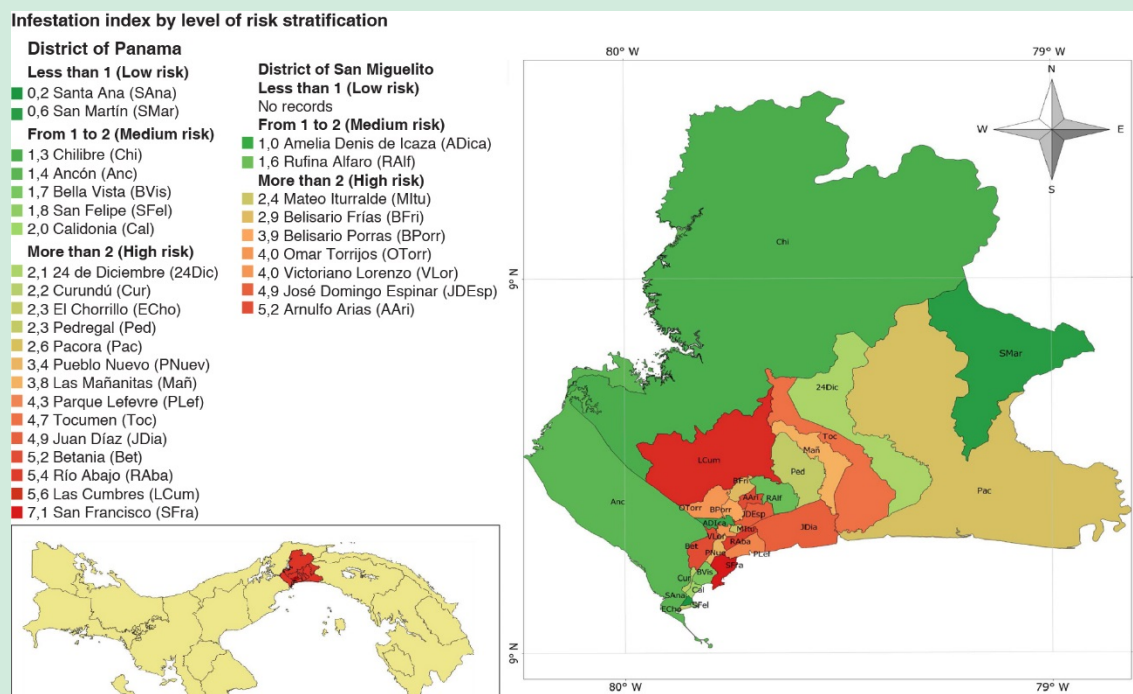 Infestation index by level of risk stratification
District of Panama
Less than 1 (Low risk)
0,2 Santa Ana (SAna)
0,6 San Martín (SMar)
From 1 to 2 (Medium risk)
1,3 Chilibre (Chi)
1,4 Ancón (Anc)
1,7 Bella Vista (BVis)
1,8 San Felipe (SFel)
2,0 Calidonia (Cal)
More than 2 (High risk)
2,1 24 de Diciembre (24Dic)
2,2 Curundú (Cur)
2,3 El Chorrillo (ECho)
2,3 Pedregal (Ped)
2,6 Pacora (Pac)
3,4 Pueblo Nuevo (PNuev)
3,8 Las Mañanitas (Mañ)
4,3 Parque Lefevre (PLef)
4,7 Tocumen (Toc)
4,9 Juan Díaz (JDia)
5,2 Betania (Bet)
5,4 Río Abajo (RAba)
5,6 Las Cumbres (LCum)
7,1 San Francisco (SFra)
District of San Miguelito
Less than 1 (Low risk)
No records
From 1 to 2 (Medium risk)
1,0 Amelia Denis de Icaza (ADica)
1,6 Rufina Alfaro (RAlf)
More than 2 (High risk)
2,4 Mateo Iturralde (MItu)
2,9 Belisario Frías (BFri)
3,9 Belisario Porras (BPorr)
4,0 Omar Torrijos (OTorr)
4,0 Victoriano Lorenzo (VLor)
4,9 José Domingo Espinar (JDEsp)
5,2 Arnulfo Arias (AAri)
80° W
79° W
N
W
E
S
Chi
9° N
9° N
SMar
24Dic
Toc
Mañ
LCum
Ped
Pac
BFri
AAri
RAlf
Anc
OTorr
BPorr
JDEsp
ADica
MItu
JDia
VLor
RAba
Bet
PNue
PLef
SFra
BVis
Cur
Cal
SAna
SFel
ECho
9° N
9° N
80° W
79° W